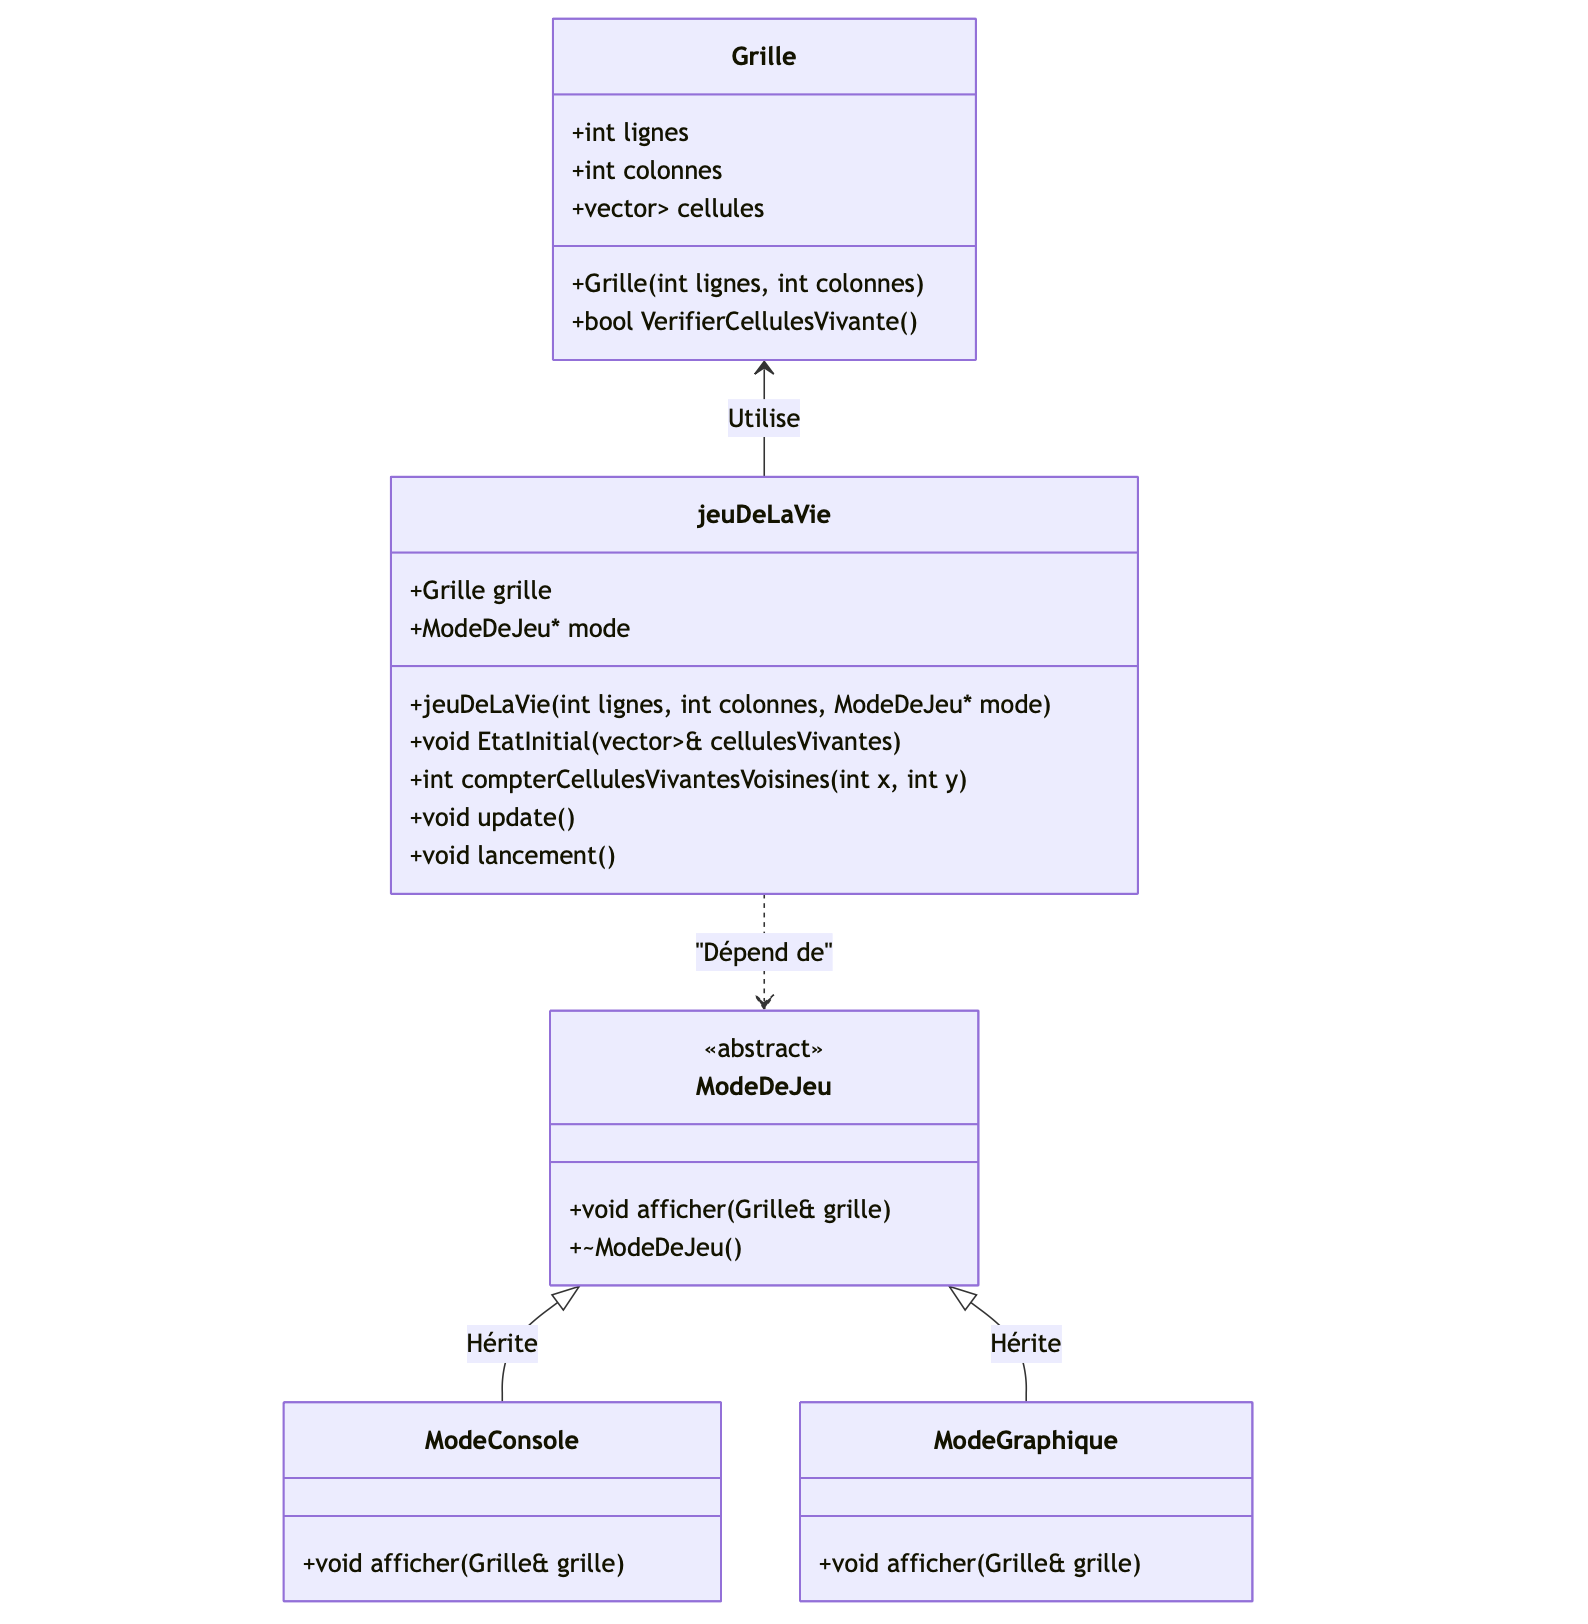 Grille
+int lignes
+int colonnes
+vector> cellules
+Grille(int lignes, int colonnes)
+bool VerifierCellulesVivante()
Utilise
jeuDeLaVie
+Grille grille
+ModeDeJeu* mode
+jeuDeLaVie(int lignes, int colonnes, ModeDeJeu* mode)
+void EtatInitial(vector>& cellulesVivantes)
+int compterCellulesVivantesVoisines(int x, int y)
+void update()
+void lancement()
"Dépend de"
«abstract»
ModeDeJeu
+void afficher(Grille& grille)
+~ModeDeJeu()
Hérite
Hérite
ModeConsole
+void afficher(Grille& grille)
ModeGraphique
+void afficher(Grille& grille)